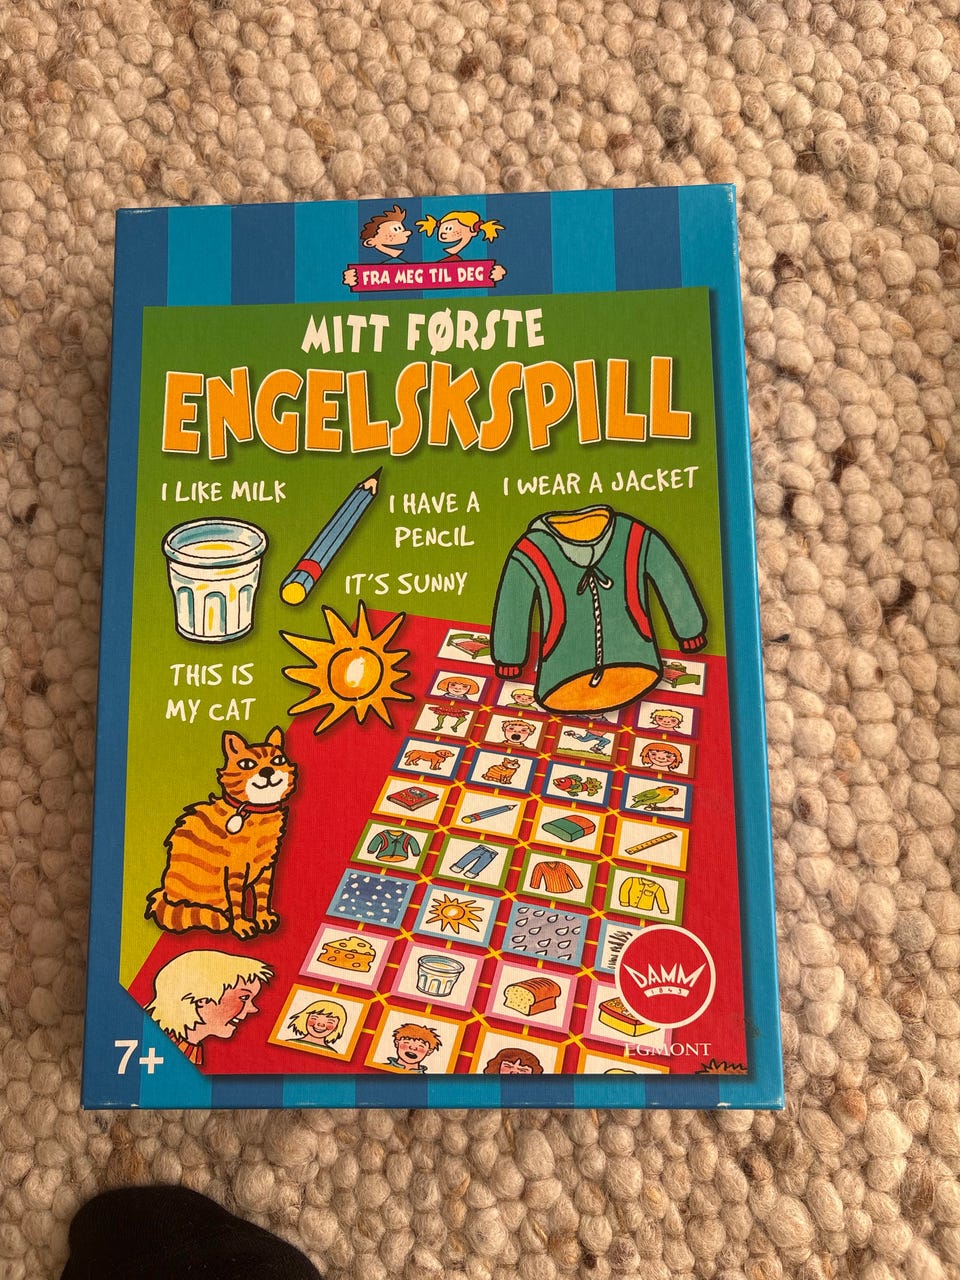 FRA MEG TIL DEG
MITT FØRSTE
ENGELSKSPILL
I LIKE MILK
I HAVE A
PENCIL
I WEAR A JACKET
IT'S SUNNY
THIS IS
MY CAT
DAMM
1843
EGMONT
7+